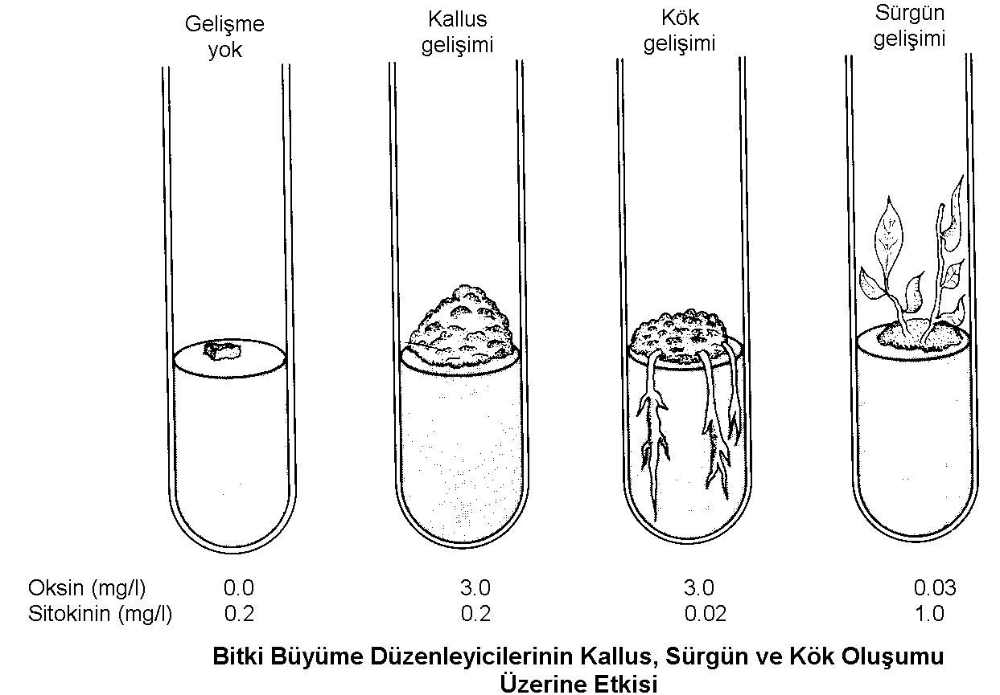 Gelişme
yok
Kallus
gelişimi
Kök
gelişimi
Sürgün
gelişimi
Oksin (mg/l) 0.0 3.0 3.0 0.03
Sitokinin (mg/l) 0.2 0.2 0.02 1.0
Bitki Büyüme Düzenleyicilerinin Kallus, Sürgün ve Kök Oluşumu
Üzerine Etkisi